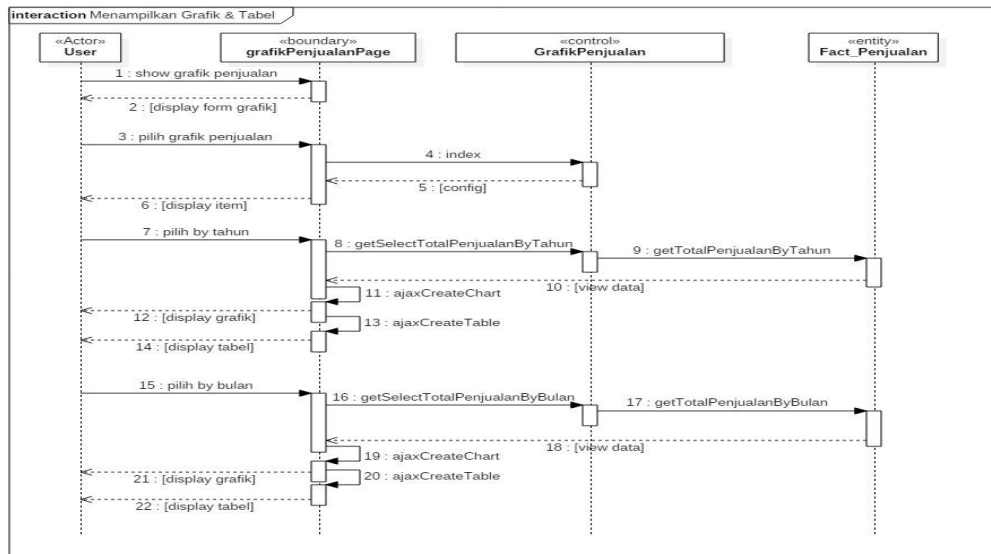 interaction Menampilkan Grafik & Tabel
«Actor»
User
«boundary»
grafikPenjualanPage
«control»
GrafikPenjualan
«entity»
Fact_Penjualan
1 : show grafik penjualan
2 : [display form grafik]
3 : pilih grafik penjualan
4 : index
5 : [config]
6 : [display item]
7 : pilih by tahun
8 : getSelectTotalPenjualanByTahun
9 : getTotalPenjualanByTahun
10 : [view data]
11 : ajaxCreateChart
12 : [display grafik]
13 : ajaxCreateTable
14 : [display tabel]
15 : pilih by bulan
16 : getSelectTotalPenjualanByBulan
17 : getTotalPenjualanByBulan
18 : [view data]
19 : ajaxCreateChart
20 : ajaxCreateTable
21 : [display grafik]
22 : [display tabel]